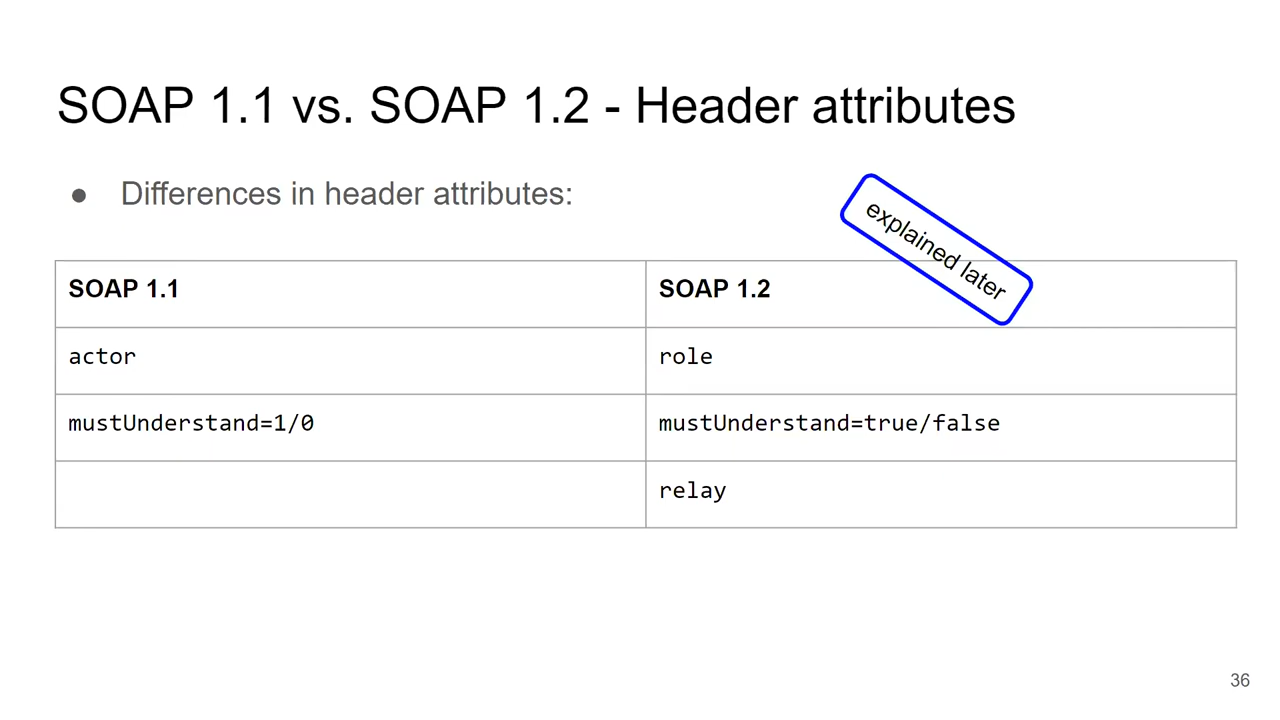 SOAP 1.1 vs. SOAP 1.2 - Header attributes
● Differences in header attributes:
explained later
SOAP 1.1 SOAP 1.2
actor role
mustUnderstand=1/0 mustUnderstand=true/false
relay
36